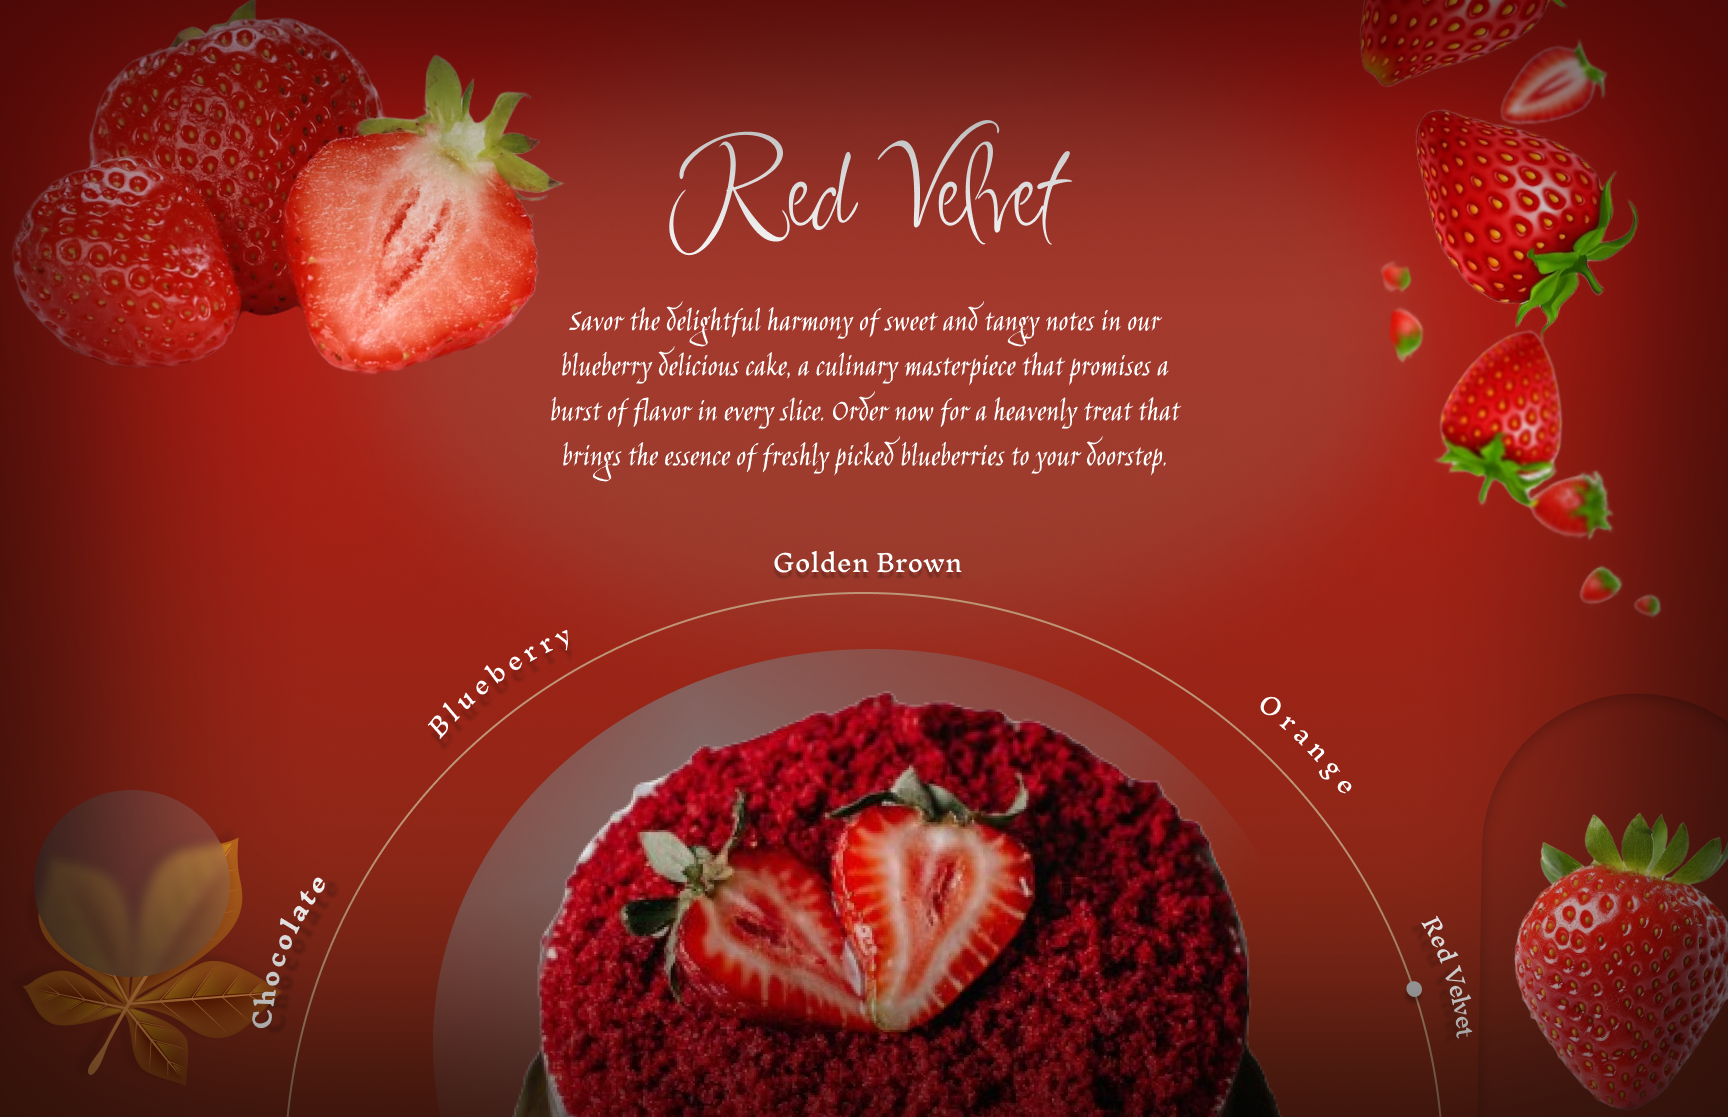 Red Velvet
Savor the delightful harmony of sweet and tangy notes in our
blueberry delicious cake, a culinary masterpiece that promises a
burst of flavor in every slice. Order now for a heavenly treat that
brings the essence of freshly picked blueberries to your doorstep.
Golden Brown
Blueberry
Orange
Chocolate
Red Velvet